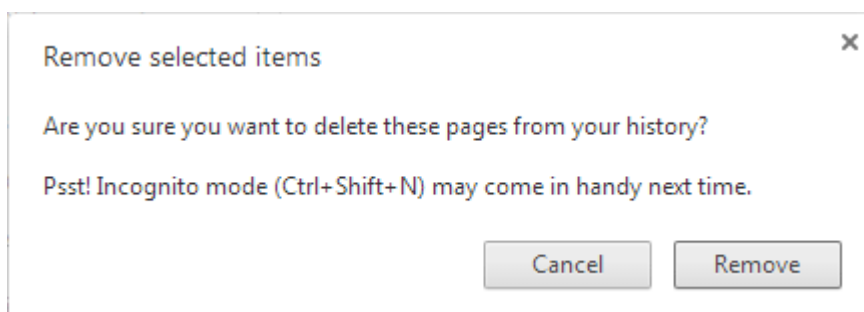 Remove selected items
Are you sure you want to delete these pages from your history?
Psst! Incognito mode (Ctrl+Shift+N) may come in handy next time.
Cancel Remove